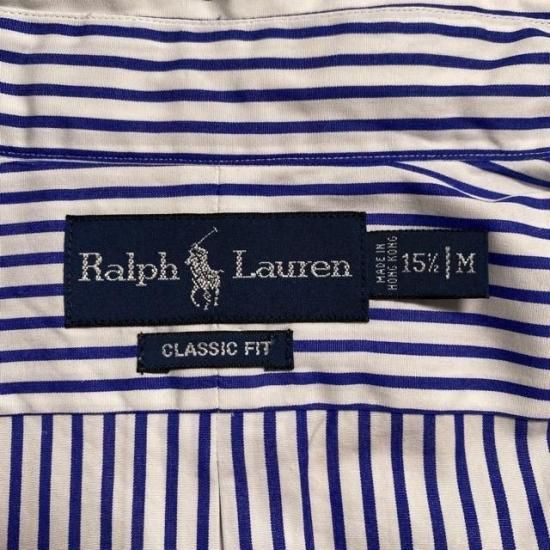 Ralph Lauren
MADE IN
HONG KONG
15½ M
CLASSIC FIT